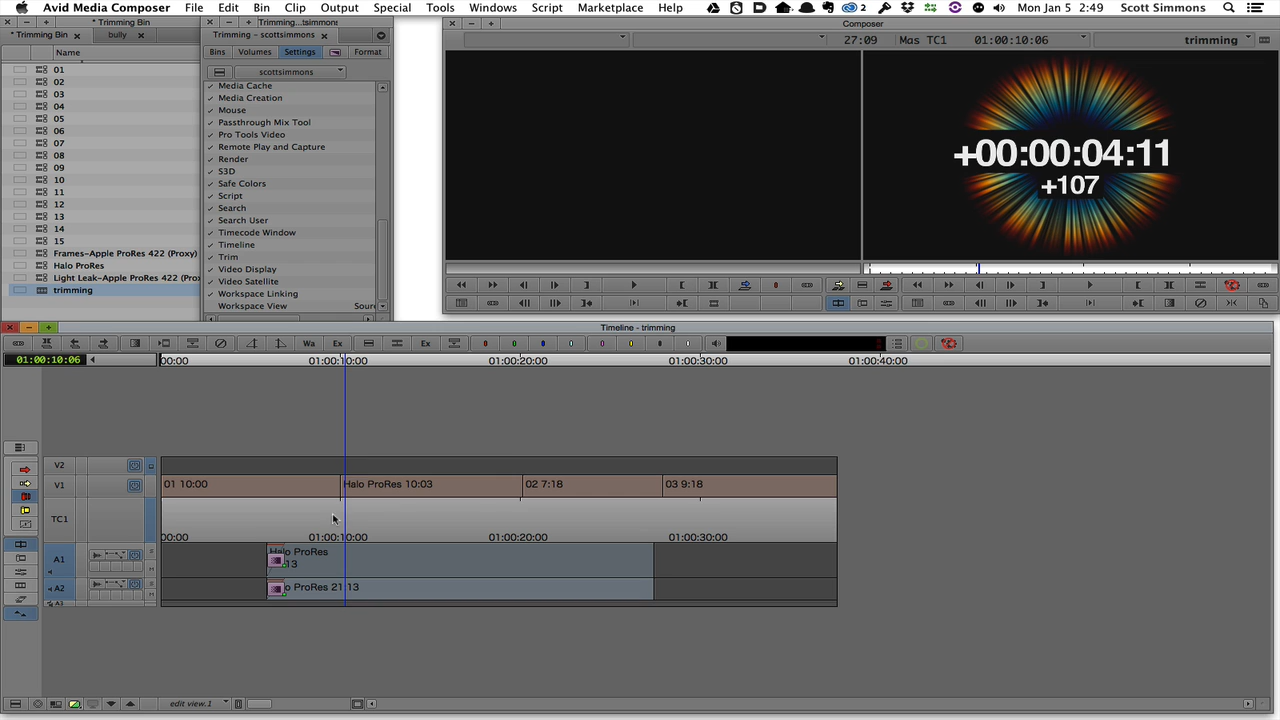 Avid Media Composer File Edit Bin Clip Output Special Tools Windows Script Marketplace Help 2 Mon Jan 5 2:49 Scott Simmons
* Trimming Bin
Trimming...tsimmons
Composer
* Trimming Bin bully
Trimming - scottsimmons
27:09 Mas TC1 01:00:10:06 trimming
Name
Bins Volumes Settings Format
scottsimmons
01
02
03
04
05
06
07
08
09
10
11
12
13
14
15
Frames-Apple ProRes 422 (Proxy)
Halo ProRes
Light Leak-Apple ProRes 422 (Prox
trimming
Media Cache
Media Creation
Mouse
Passthrough Mix Tool
Pro Tools Video
Remote Play and Capture
Render
S3D
Safe Colors
Script
Search
Search User
Timecode Window
Timeline
Trim
Video Display
Video Satellite
Workspace Linking
Workspace View Sour
+00:00:04:11
+107
Timeline - trimming
Wa Ex Ex
01:00:10:06
00:00 01:00:10:00 01:00:20:00 01:00:30:00 01:00:40:00
V2
V1 01 10:00 Halo ProRes 10:03 02 7:18 03 9:18
TC1
00:00 01:00:10:00 01:00:20:00 01:00:30:00
A1 Halo ProRes
13
A2 o ProRes 21:13
A3
edit view.1